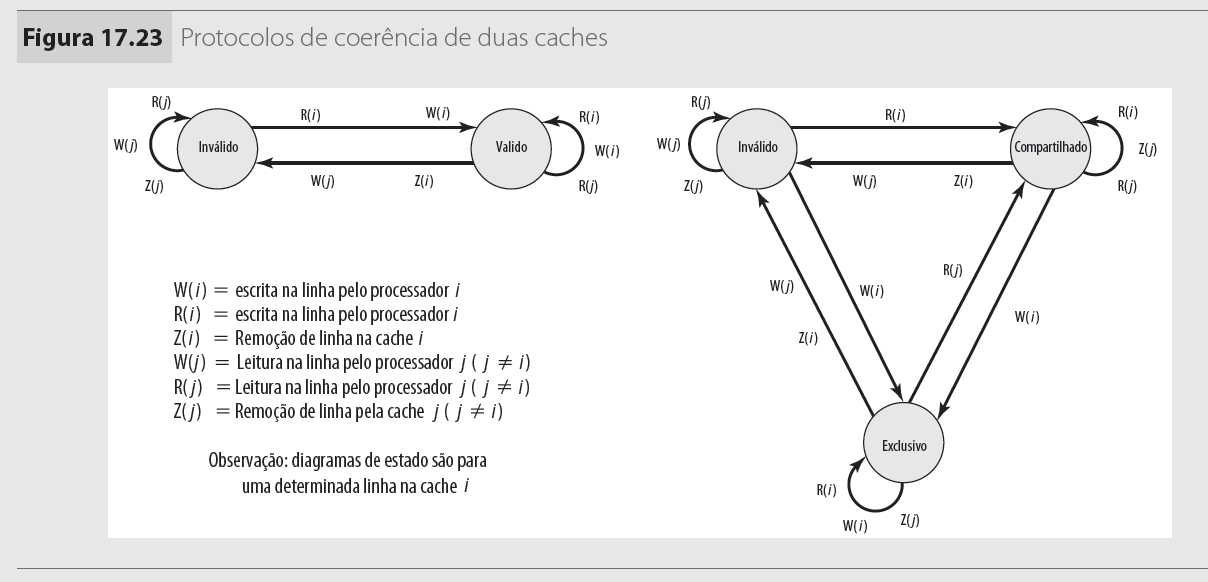 Figura 17.23 Protocolos de coerência de duas caches
R(j)
W(j)
Z(j)
Inválido
R(i) W(i)
W(j) Z(i)
Valido
R(i)
W(i)
R(j)
R(j)
W(j)
Z(j)
Inválido
R(i)
W(j) Z(i)
Compartilhado
R(i)
Z(j)
R(j)
W(j)
Z(i)
W(i)
R(j)
W(i)
Exclusivo
R(i)
W(i)
Z(j)
W(i) = escrita na linha pelo processador i
R(i) = escrita na linha pelo processador i
Z(i) = Remoção de linha na cache i
W(j) = Leitura na linha pelo processador j ( j ≠ i)
R(j) = Leitura na linha pelo processador j ( j ≠ i)
Z(j) = Remoção de linha pela cache j ( j ≠ i)
Observação: diagramas de estado são para
uma determinada linha na cache i